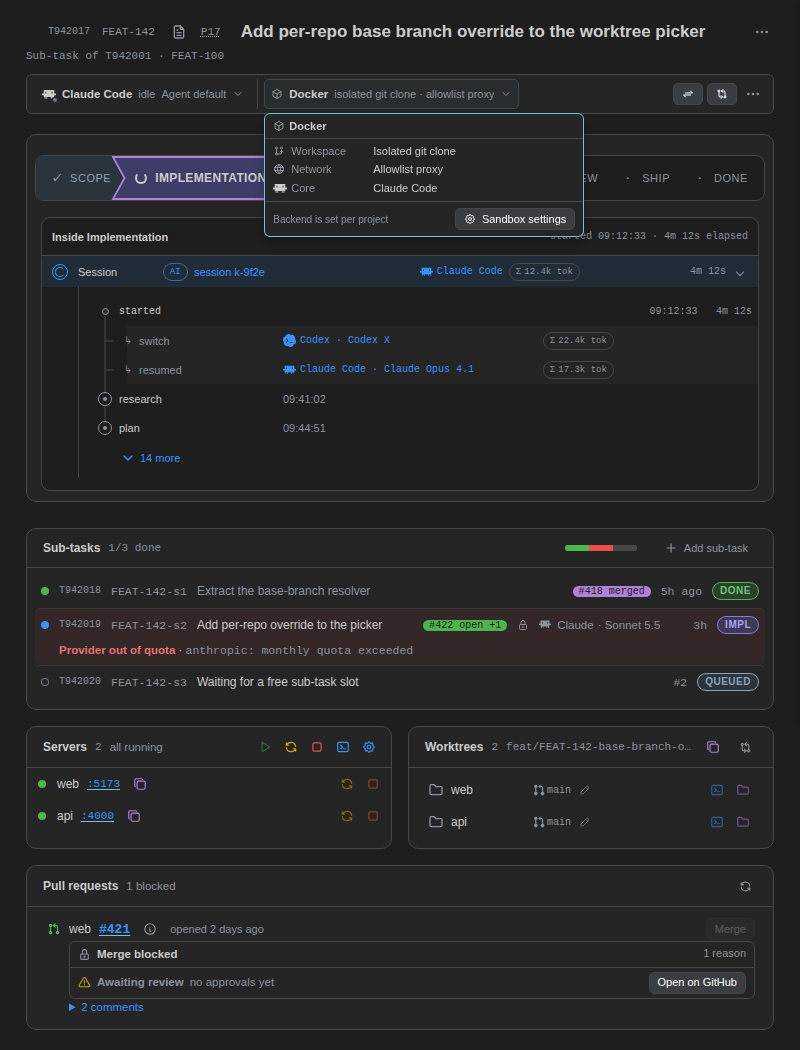 T942017 FEAT-142 P17 Add per-repo base branch override to the worktree picker
Sub-task of T942001 · FEAT-100
Claude Code idle Agent default
Docker isolated git clone · allowlist proxy
Docker
Workspace Isolated git clone
Network Allowlist proxy
Core Claude Code
Backend is set per project Sandbox settings
SCOPE IMPLEMENTATION · SHIP · DONE
Inside Implementation 09:12:33 · 4m 12s elapsed
Session AI session k-9f2e Claude Code Σ 12.4k tok 4m 12s
started 09:12:33 4m 12s
↳ switch Codex · Codex X Σ 22.4k tok
↳ resumed Claude Code · Claude Opus 4.1 Σ 17.3k tok
research 09:41:02
plan 09:44:51
14 more
Sub-tasks 1/3 done Add sub-task
T942018 FEAT-142-s1 Extract the base-branch resolver #418 merged 5h ago DONE
T942019 FEAT-142-s2 Add per-repo override to the picker #422 open +1 Claude · Sonnet 5.5 3h IMPL
Provider out of quota · anthropic: monthly quota exceeded
T942020 FEAT-142-s3 Waiting for a free sub-task slot #2 QUEUED
Servers 2 all running
web :5173
api :4000
Worktrees 2 feat/FEAT-142-base-branch-o…
web main
api main
Pull requests 1 blocked
web #421 opened 2 days ago Merge
Merge blocked 1 reason
Awaiting review no approvals yet Open on GitHub
2 comments